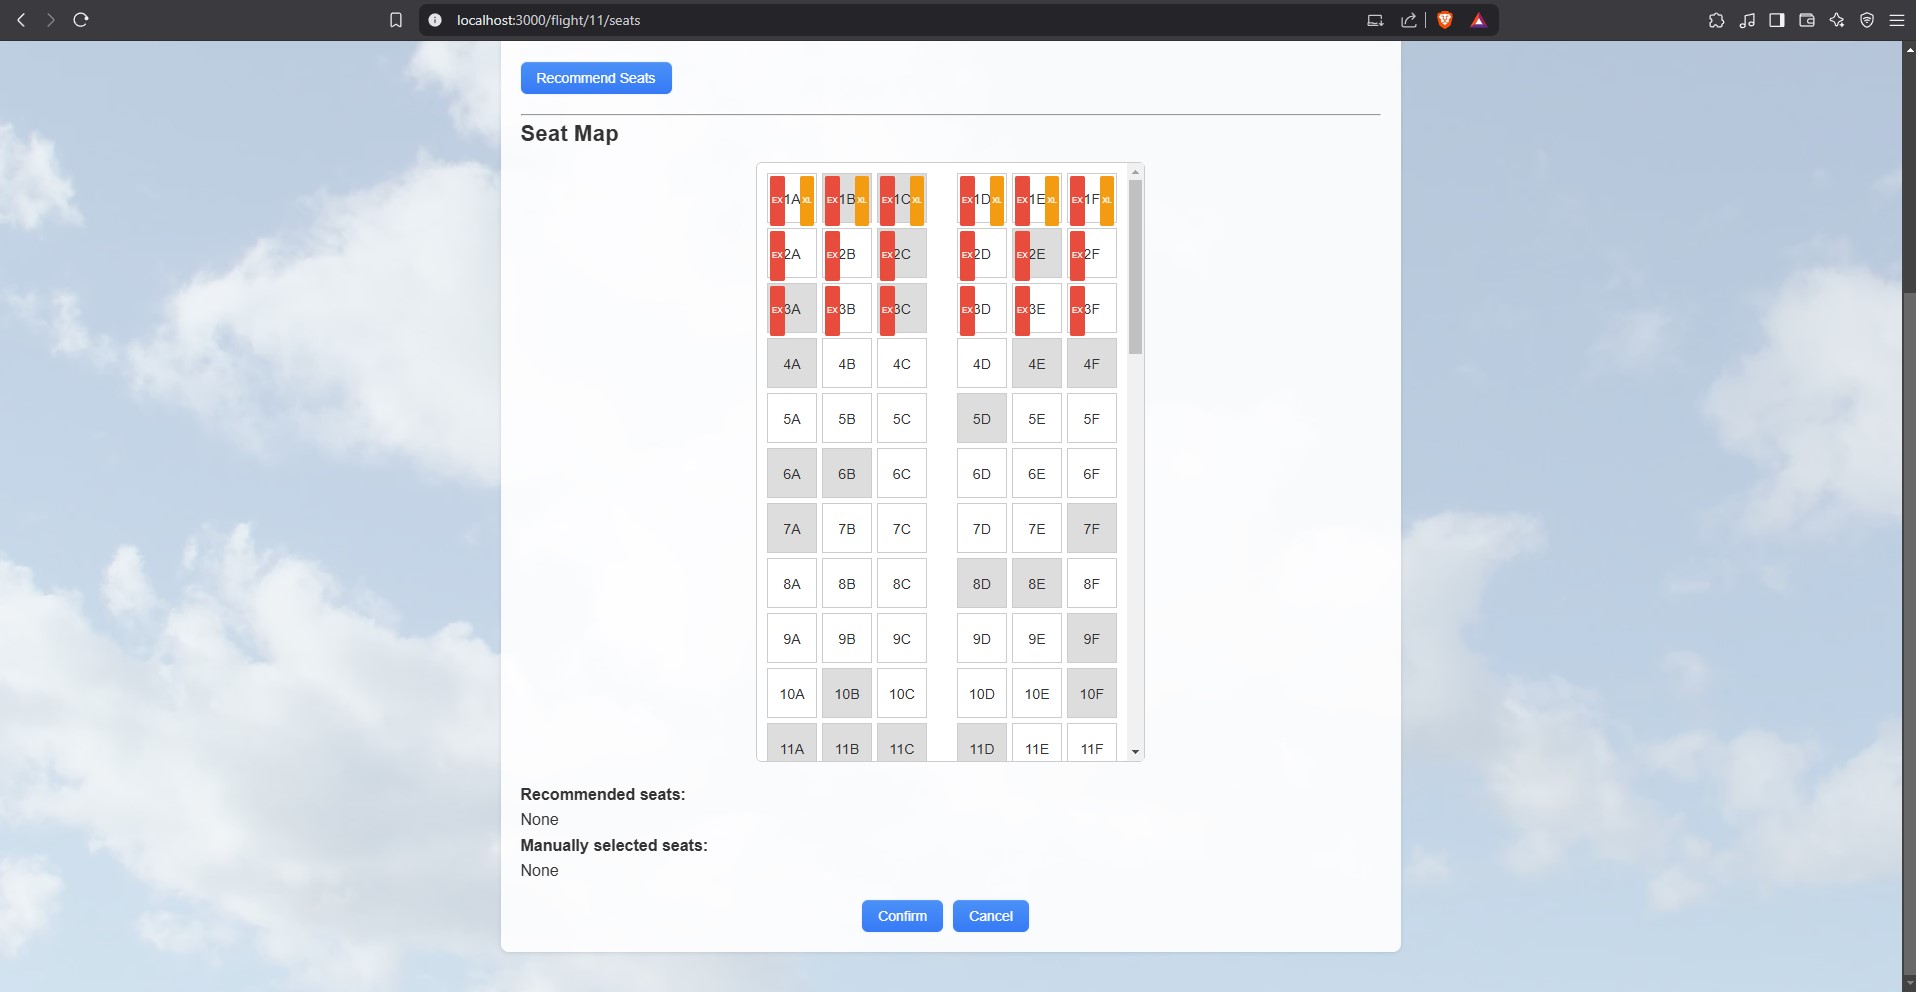 localhost:3000/flight/11/seats
Recommend Seats
Seat Map
EX 1A XL EX 1B XL EX 1C XL EX 1D XL EX 1E XL EX 1F XL
EX 2A EX 2B EX 2C EX 2D EX 2E EX 2F
EX 3A EX 3B EX 3C EX 3D EX 3E EX 3F
4A 4B 4C 4D 4E 4F
5A 5B 5C 5D 5E 5F
6A 6B 6C 6D 6E 6F
7A 7B 7C 7D 7E 7F
8A 8B 8C 8D 8E 8F
9A 9B 9C 9D 9E 9F
10A 10B 10C 10D 10E 10F
11A 11B 11C 11D 11E 11F
Recommended seats:
None
Manually selected seats:
None
Confirm Cancel